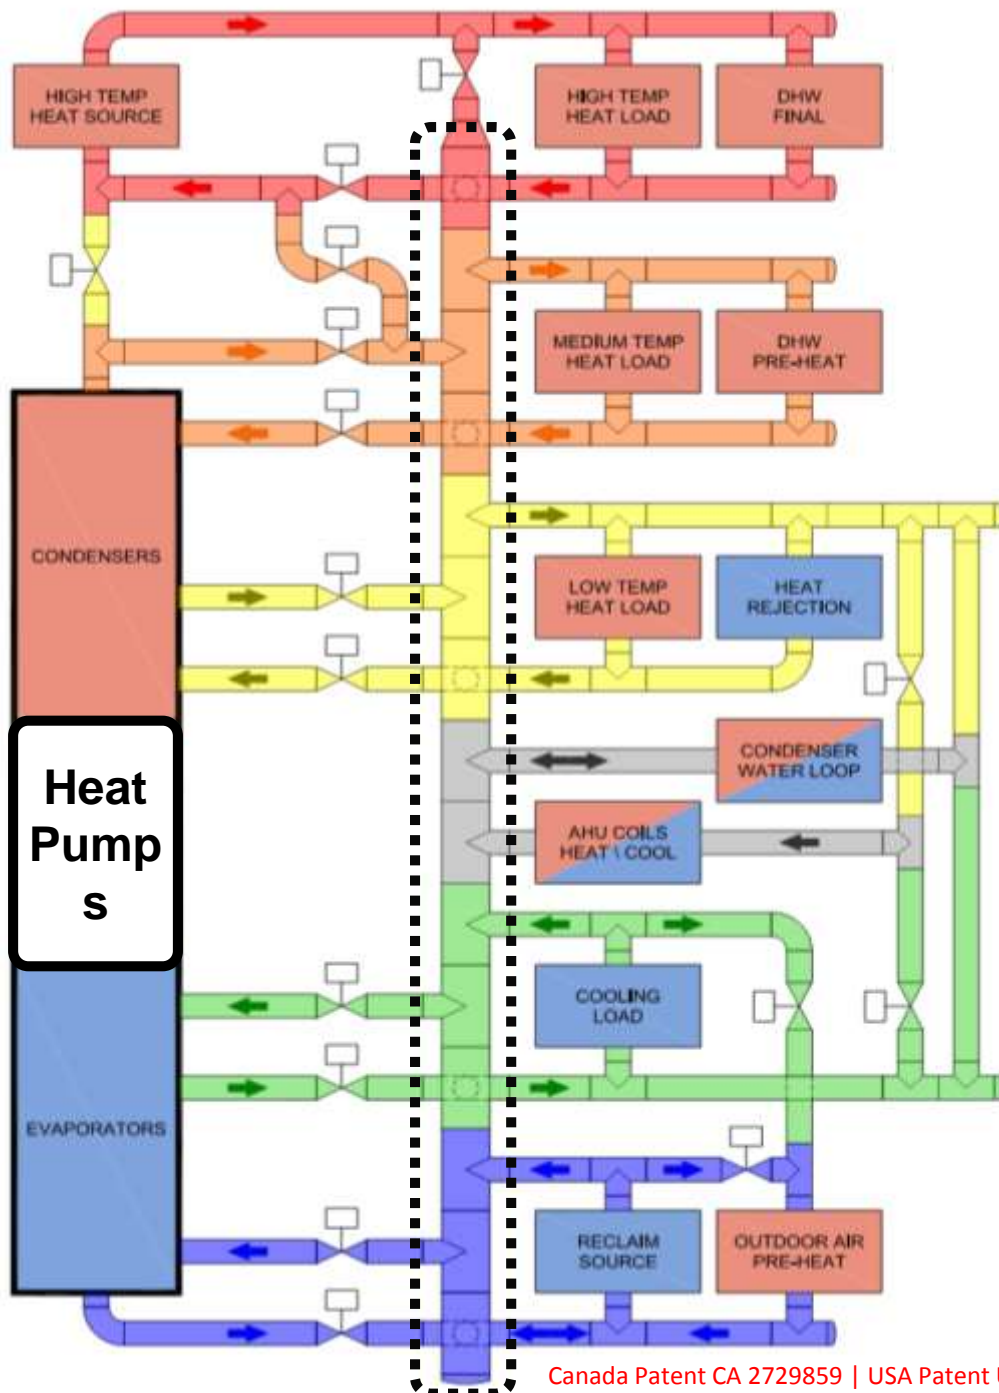 HIGH TEMP
HEAT SOURCE
HIGH TEMP
HEAT LOAD
DHW
FINAL
MEDIUM TEMP
HEAT LOAD
DHW
PRE-HEAT
CONDENSERS
LOW TEMP
HEAT LOAD
HEAT
REJECTION
Heat
Pump
s
CONDENSER
WATER LOOP
AHU COILS
HEAT \ COOL
COOLING
LOAD
EVAPORATORS
RECLAIM
SOURCE
OUTDOOR AIR
PRE-HEAT
Canada Patent CA 2729859 | USA Patent